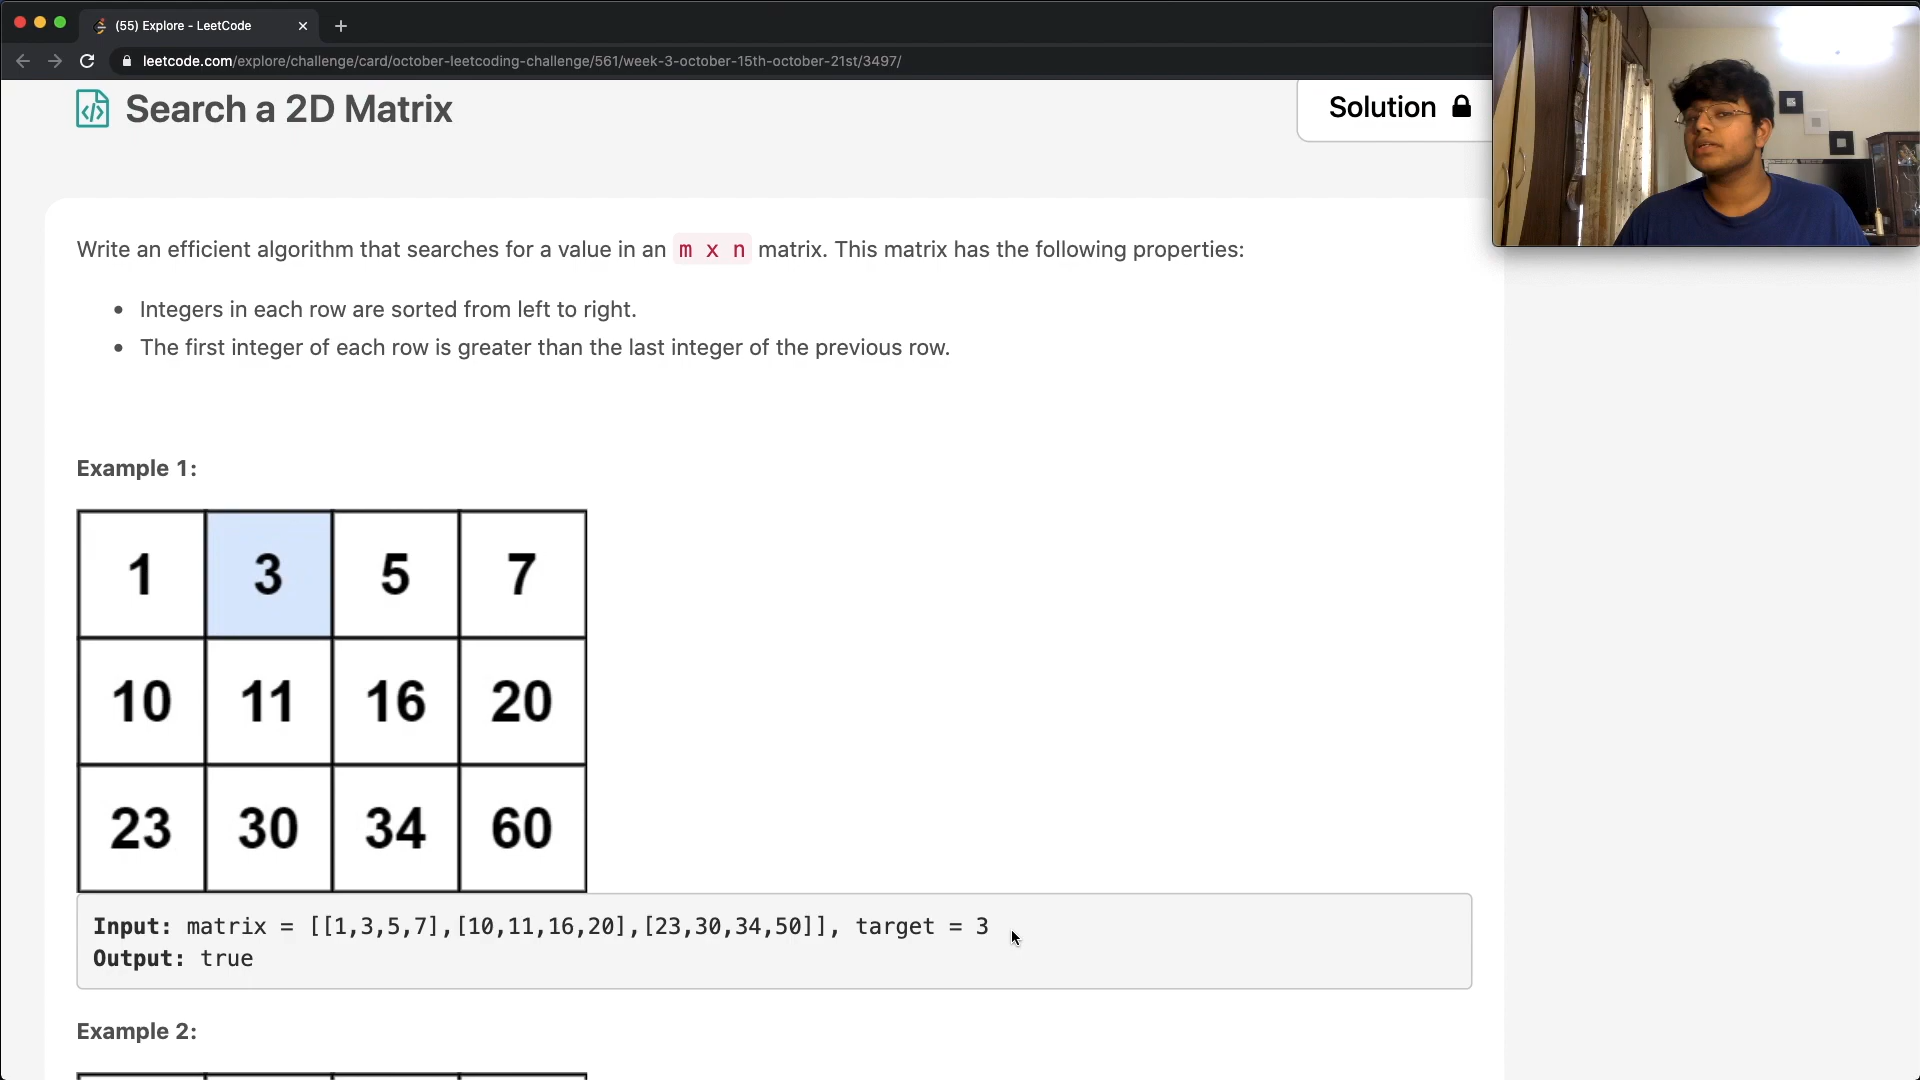 (55) Explore - LeetCode
leetcode.com/explore/challenge/card/october-leetcoding-challenge/561/week-3-october-15th-october-21st/3497/
Search a 2D Matrix
Solution
Write an efficient algorithm that searches for a value in an m x n matrix. This matrix has the following properties:
Integers in each row are sorted from left to right.
The first integer of each row is greater than the last integer of the previous row.
Example 1:
1 3 5 7
10 11 16 20
23 30 34 60
Input: matrix = [[1,3,5,7],[10,11,16,20],[23,30,34,50]], target = 3
Output: true
Example 2: